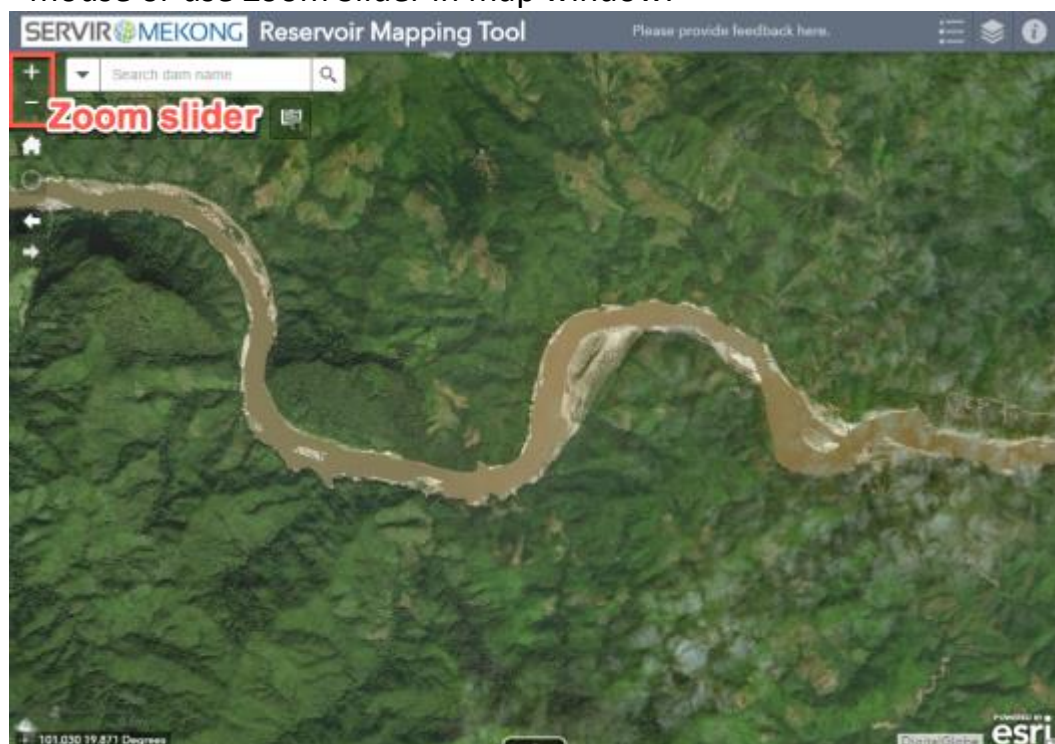 mouse or use zoom slider in map window.
SERVIR MEKONG Reservoir Mapping Tool Please provide feedback here.
+ Search dam name
−
Zoom slider
101.030 19.871 Degrees
POWERED BY
DigitalGlobe esri